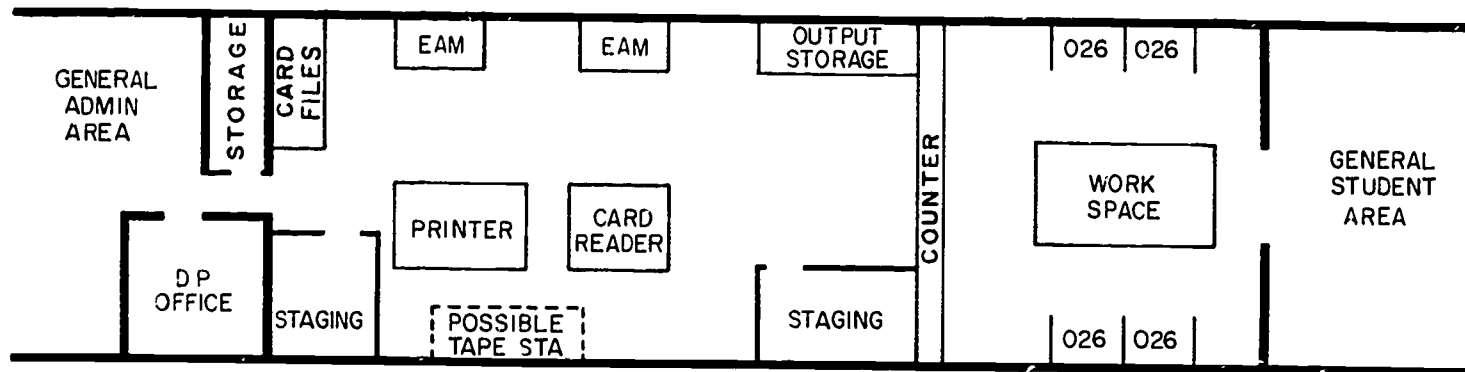 GENERAL
ADMIN
AREA
STORAGE
CARD
FILES
EAM
EAM
OUTPUT
STORAGE
026
026
COUNTER
WORK
SPACE
GENERAL
STUDENT
AREA
PRINTER
CARD
READER
DP
OFFICE
STAGING
POSSIBLE
TAPE STA
STAGING
026
026